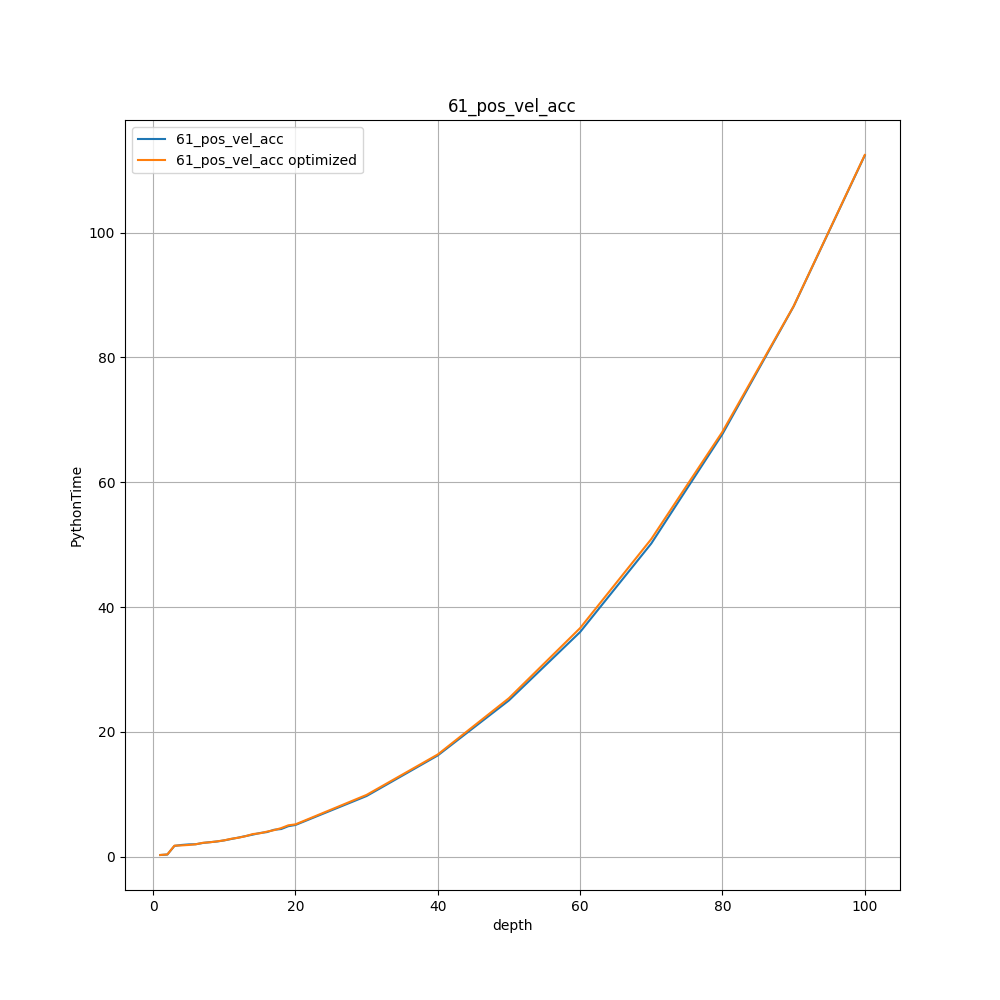 61_pos_vel_acc
61_pos_vel_acc
61_pos_vel_acc optimized
100
80
60
40
20
0
PythonTime
0 20 40 60 80 100
depth